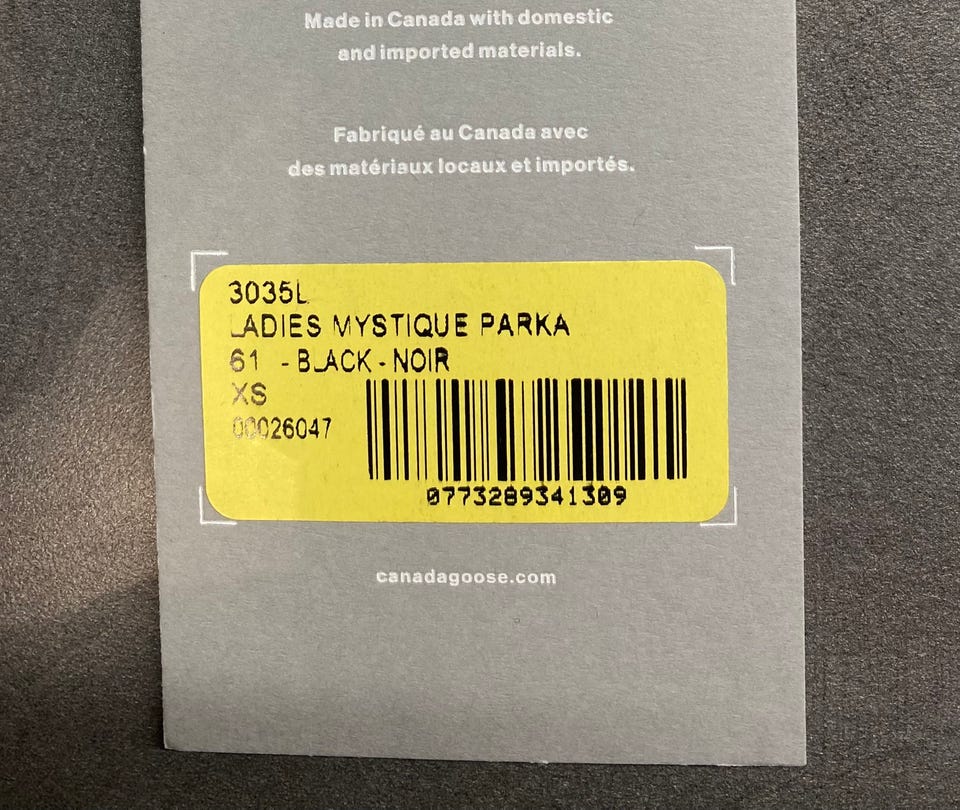 Made in Canada with domestic
and imported materials.
Fabriqué au Canada avec
des matériaux locaux et importés.
3035L
LADIES MYSTIQUE PARKA
61 - BLACK - NOIR
XS
00026047
0773289341309
canadagoose.com